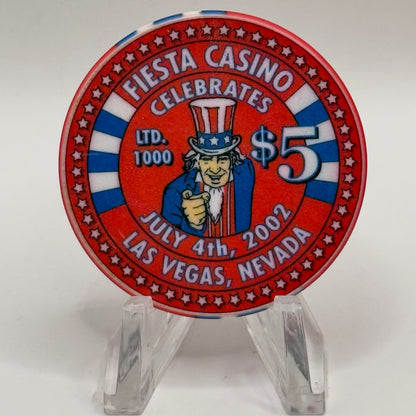 FIESTA CASINO
CELEBRATES
LTD.
1000
$5
JULY 4th, 2002
LAS VEGAS, NEVADA